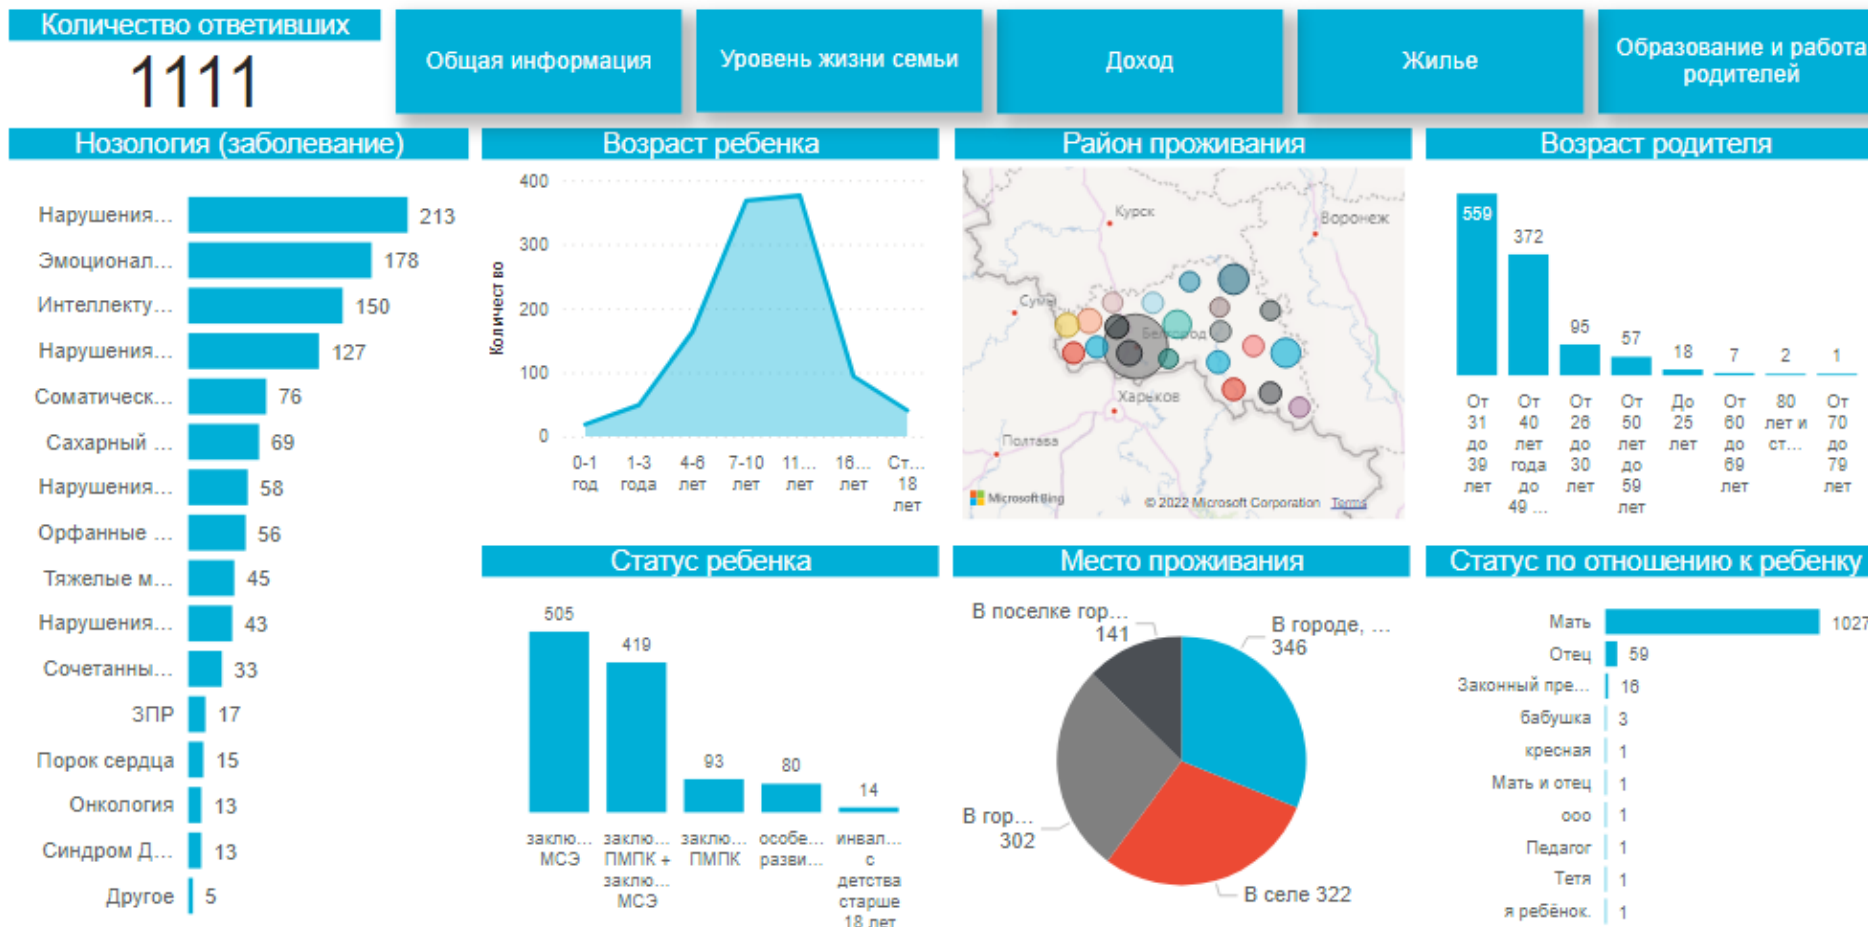 Количество ответивших
1111
Общая информация
Уровень жизни семьи
Доход
Жилье
Образование и работа
родителей
Нозология (заболевание)
Нарушения... 213
Эмоционал... 178
Интеллекту... 150
Нарушения... 127
Соматическ... 76
Сахарный ... 69
Нарушения... 58
Орфанные ... 56
Тяжелые м... 45
Нарушения... 43
Сочетанны... 33
ЗПР 17
Порок сердца 15
Онкология 13
Синдром Д... 13
Другое 5
Возраст ребенка
Количест во
400
300
200
100
0
0-1
год
1-3
года
4-6
лет
7-10
лет
11...
лет
16...
лет
Ст...
18
лет
Район проживания
Курск
Воронеж
Сумы
Белгород
Харьков
Полтава
Microsoft Bing
© 2022 Microsoft Corporation Terms
Возраст родителя
559
372
95
57
18
7
2
1
От
31
до
39
лет
От
40
лет
года
до
49 ...
От
26
до
30
лет
От
50
лет
до
59
лет
До
25
лет
От
60
до
69
лет
80
лет и
ст...
От
70
до
79
лет
Статус ребенка
505
419
93
80
14
заклю...
МСЭ
заклю...
ПМПК +
заклю...
МСЭ
заклю...
ПМПК
особе...
разви...
инвал...
с
детства
старше
18 лет
Место проживания
В поселке гор...
141
В городе, ...
346
В гор...
302
В селе 322
Статус по отношению к ребенку
Мать 1027
Отец 59
Законный пре... 16
бабушка 3
кресная 1
Мать и отец 1
ооо 1
Педагог 1
Тетя 1
я ребёнок. 1